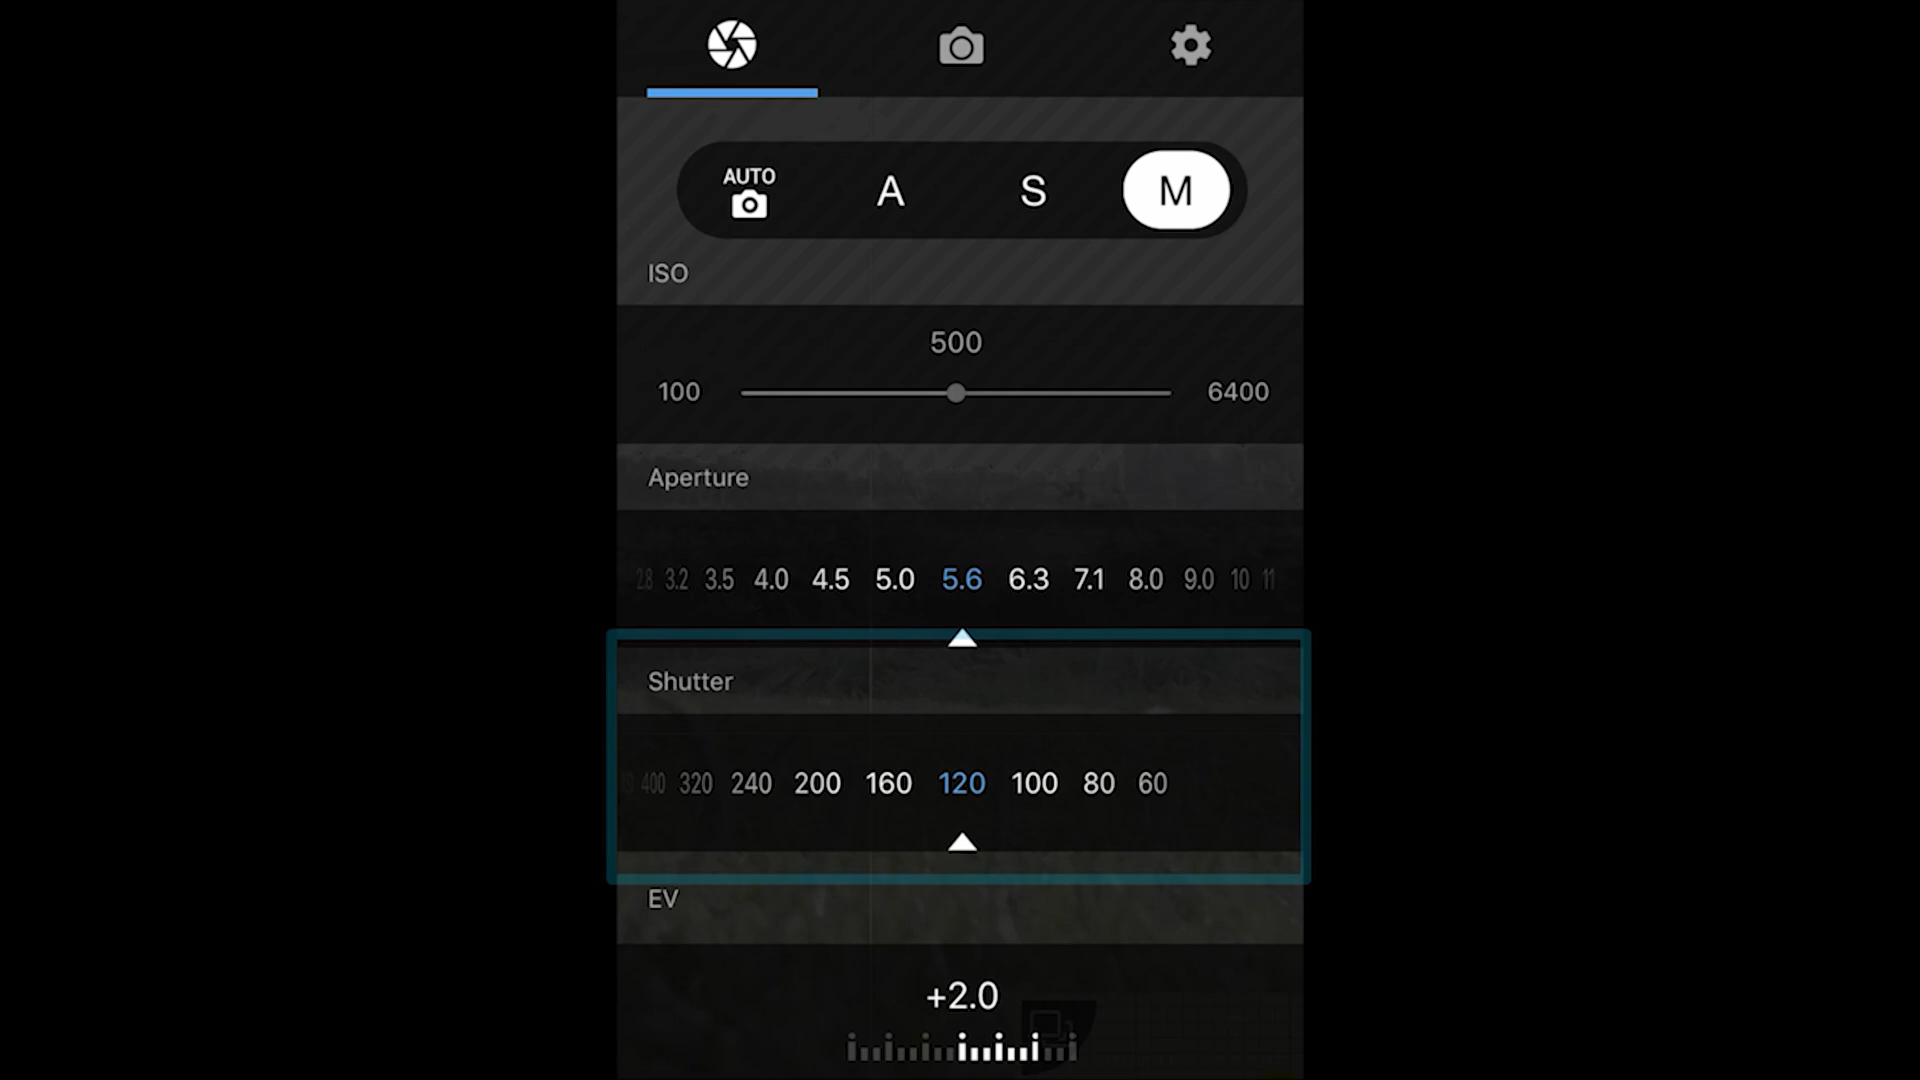 AUTO A S M
ISO
500
100 6400
Aperture
2.8 3.2 3.5 4.0 4.5 5.0 5.6 6.3 7.1 8.0 9.0 10 11
Shutter
400 320 240 200 160 120 100 80 60
EV
+2.0